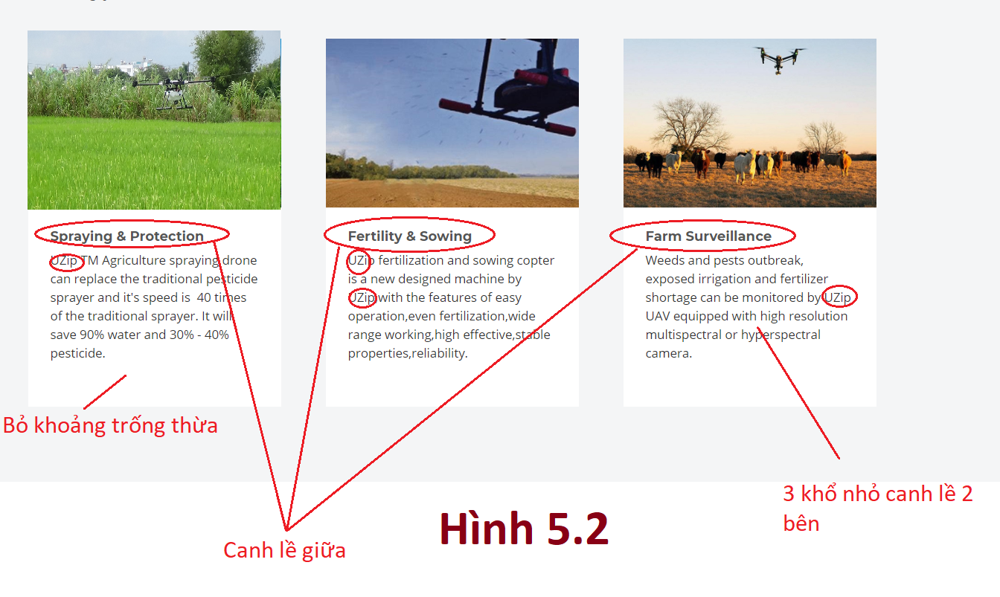 Spraying & Protection
UZip TM Agriculture spraying drone
can replace the traditional pesticide
sprayer and it's speed is  40 times
of the traditional sprayer. It will
save 90% water and 30% - 40%
pesticide.
Fertility & Sowing
UZip fertilization and sowing copter
is a new designed machine by
UZip with the features of easy
operation,even fertilization,wide
range working,high effective,stable
properties,reliability.
Farm Surveillance
Weeds and pests outbreak,
exposed irrigation and fertilizer
shortage can be monitored by UZip
UAV equipped with high resolution
multispectral or hyperspectral
camera.
Bỏ khoảng trống thừa
Canh lề giữa
3 khổ nhỏ canh lề 2
bên
Hình 5.2